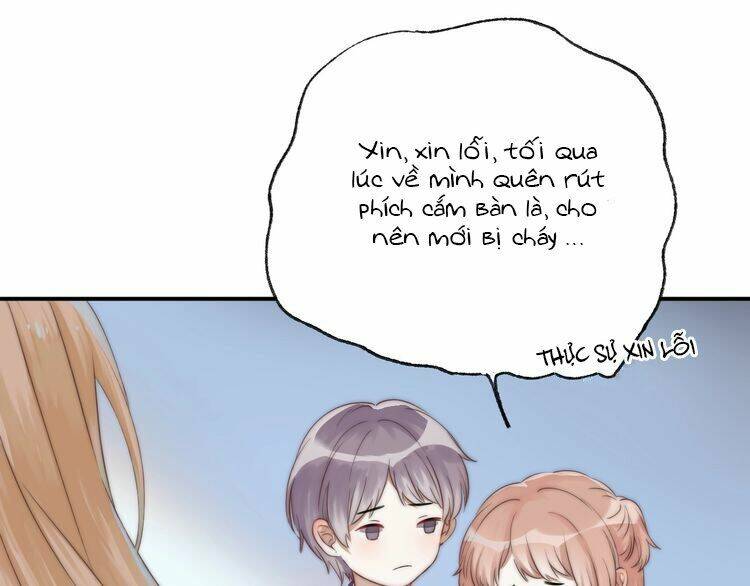 Xin, xin lỗi, tối qua
lúc về mình quên rút
phích cắm bàn là, cho
nên mới bị cháy ...
THỰC SỰ XIN LỖI